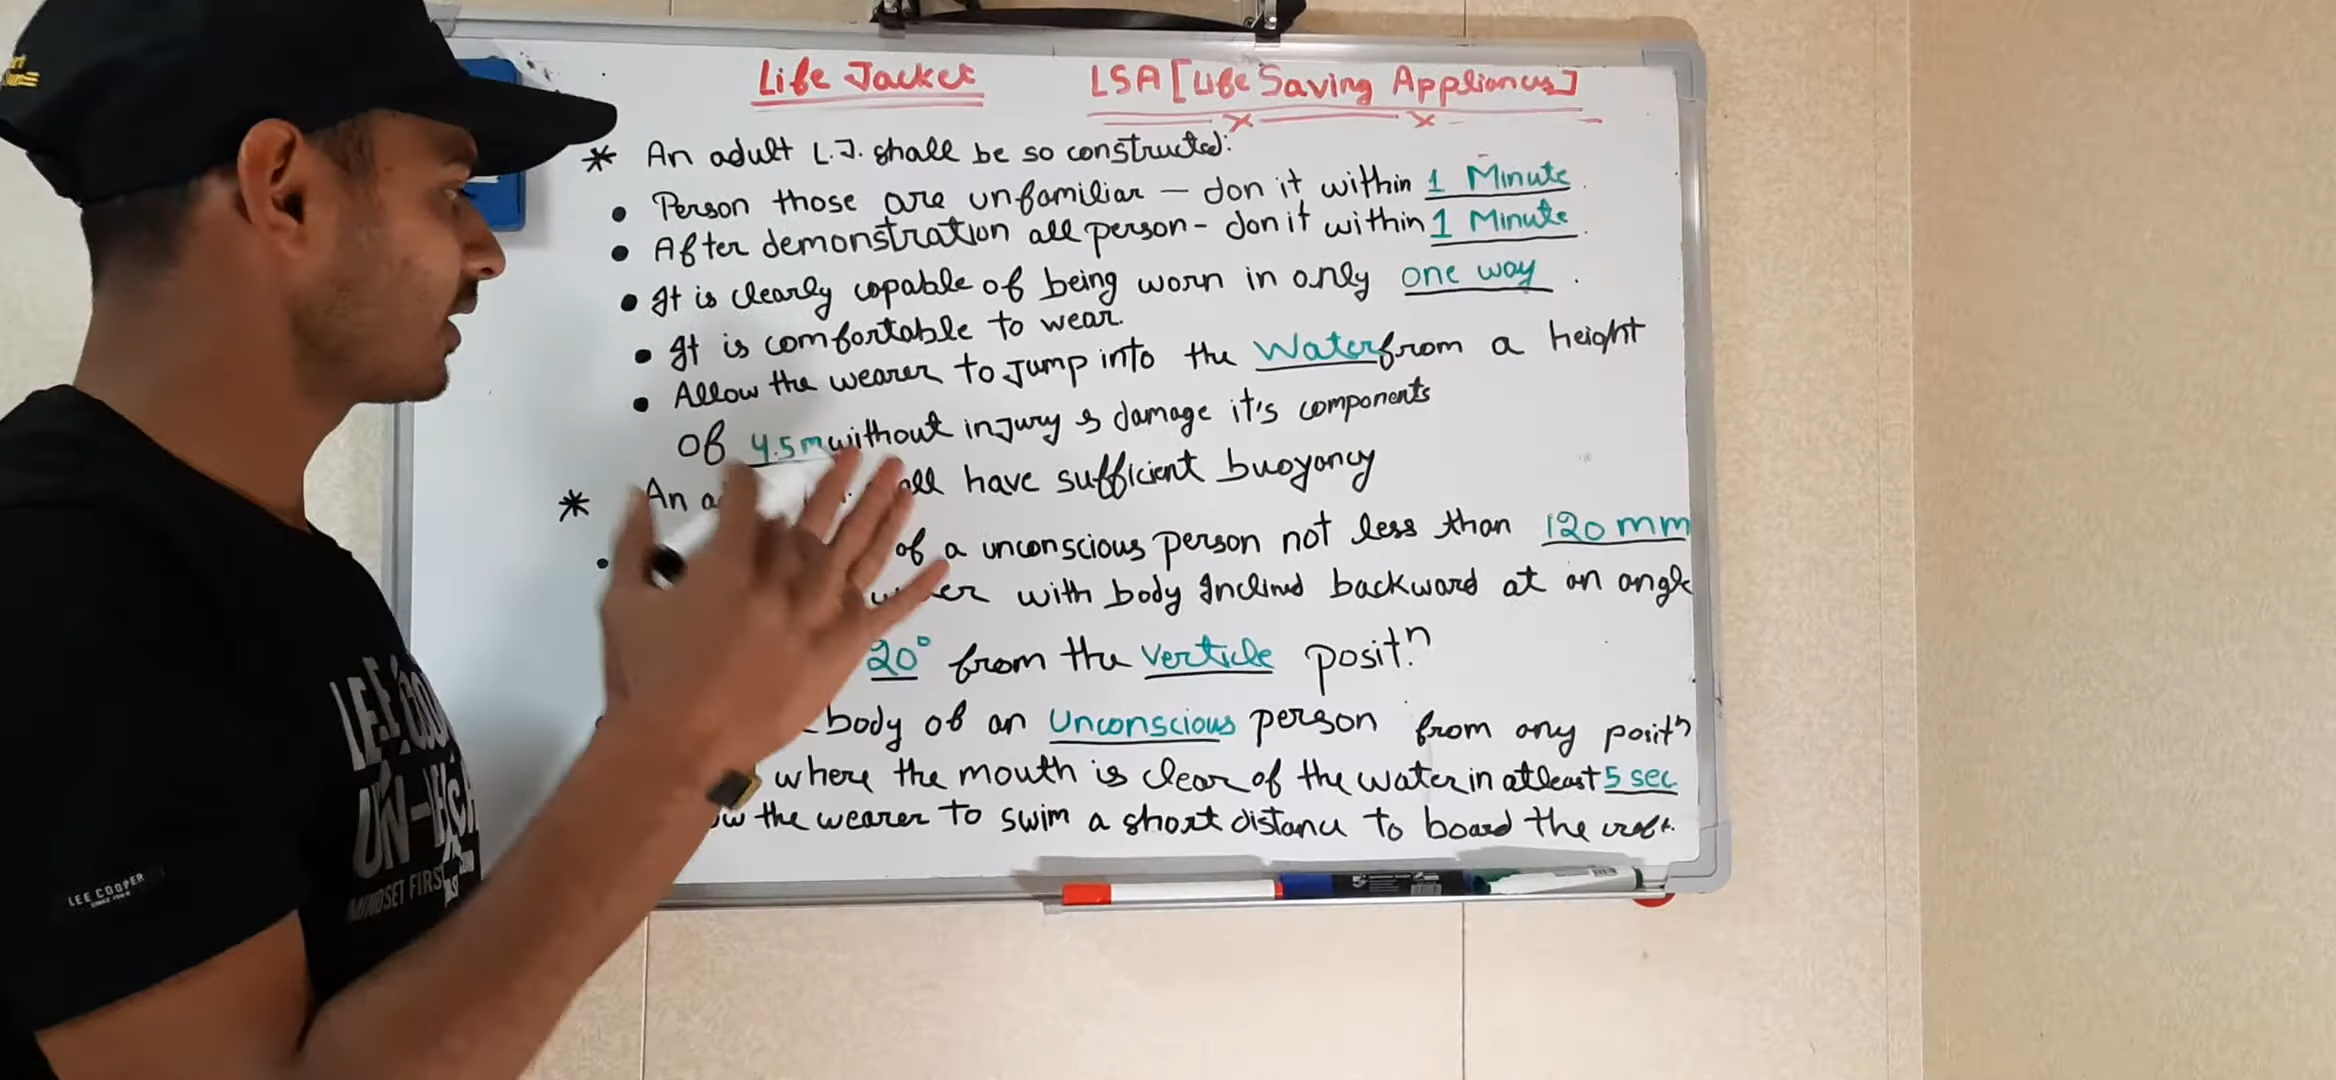 Life Jacket
LSA [Life Saving Appliances]
* An adult L.J. shall be so constructed:
• Person those are unfamiliar - don it within 1 Minute.
• After demonstration all person - don it within 1 Minute.
• It is clearly capable of being worn in only one way.
• It is comfortable to wear.
• Allow the wearer to jump into the Water from a height
of 4.5m without injury & damage it's components
* An have sufficient buoyancy
• of a unconscious person not less than 120 mm
with body Inclined backward at an angle
20° from the verticle posit.n
body of an Unconscious person from any positn
where the mouth is clear of the water in atleast 5 sec
the wearer to swim a short distance to board the craft.
LEE COOPER
MINDSET FIRST